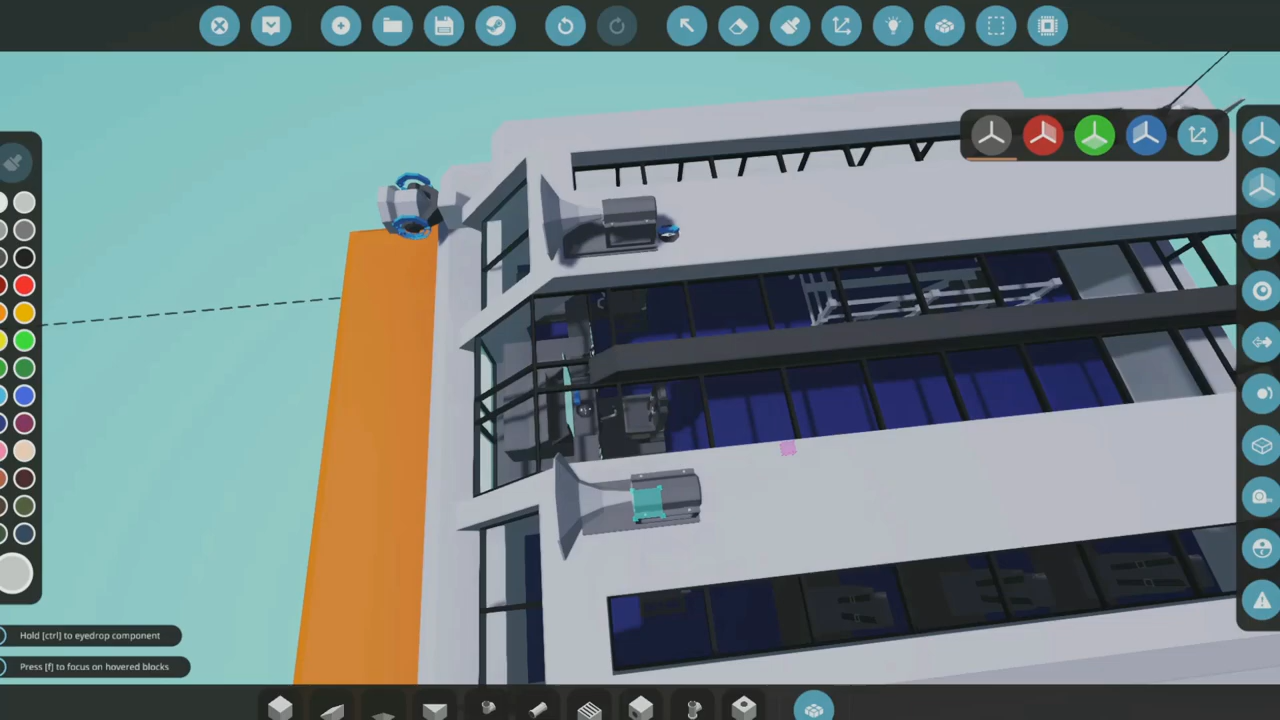 Hold [ctrl] to eyedrop component
Press [f] to focus on hovered blocks